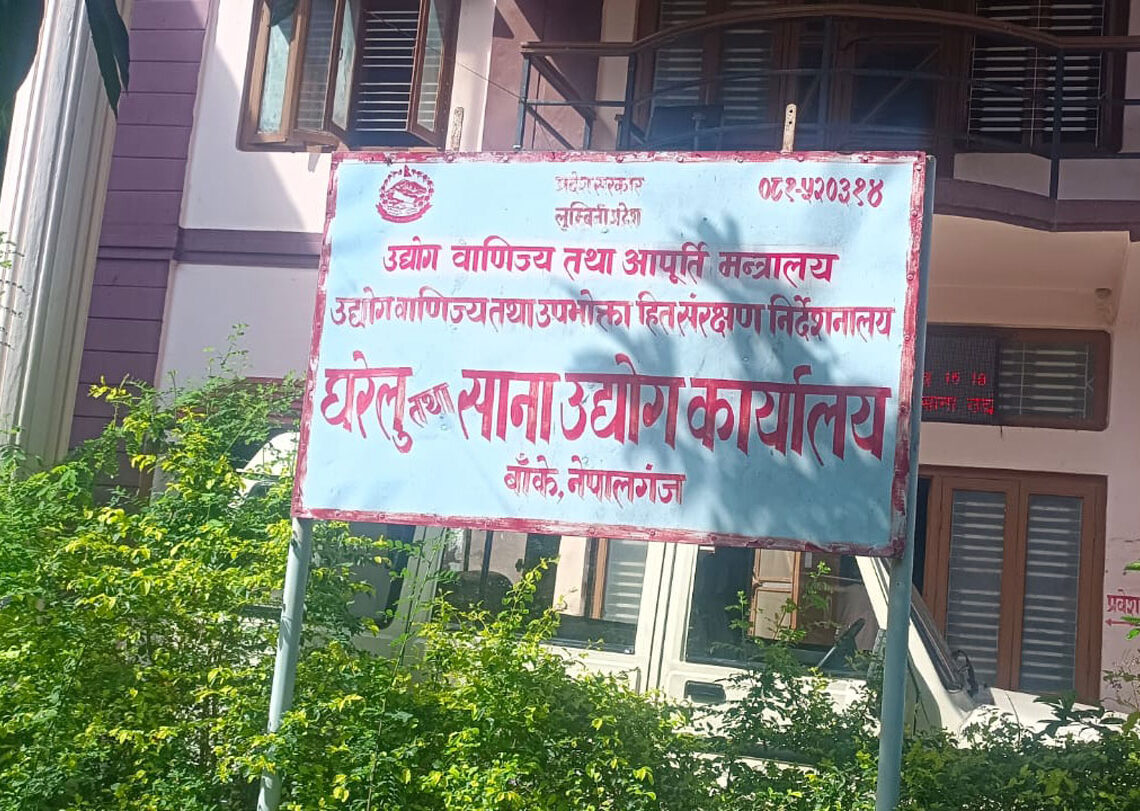 प्रदेश सरकार
०८१-५२०३१४
लुम्बिनी प्रदेश
उद्योग वाणिज्य तथा आपूर्ति मन्त्रालय
उद्योग वाणिज्य तथा उपभोक्ता हित संरक्षण निर्देशनालय
घरेलु तथा साना उद्योग कार्यालय
बाँके, नेपालगंज
प्रवेश